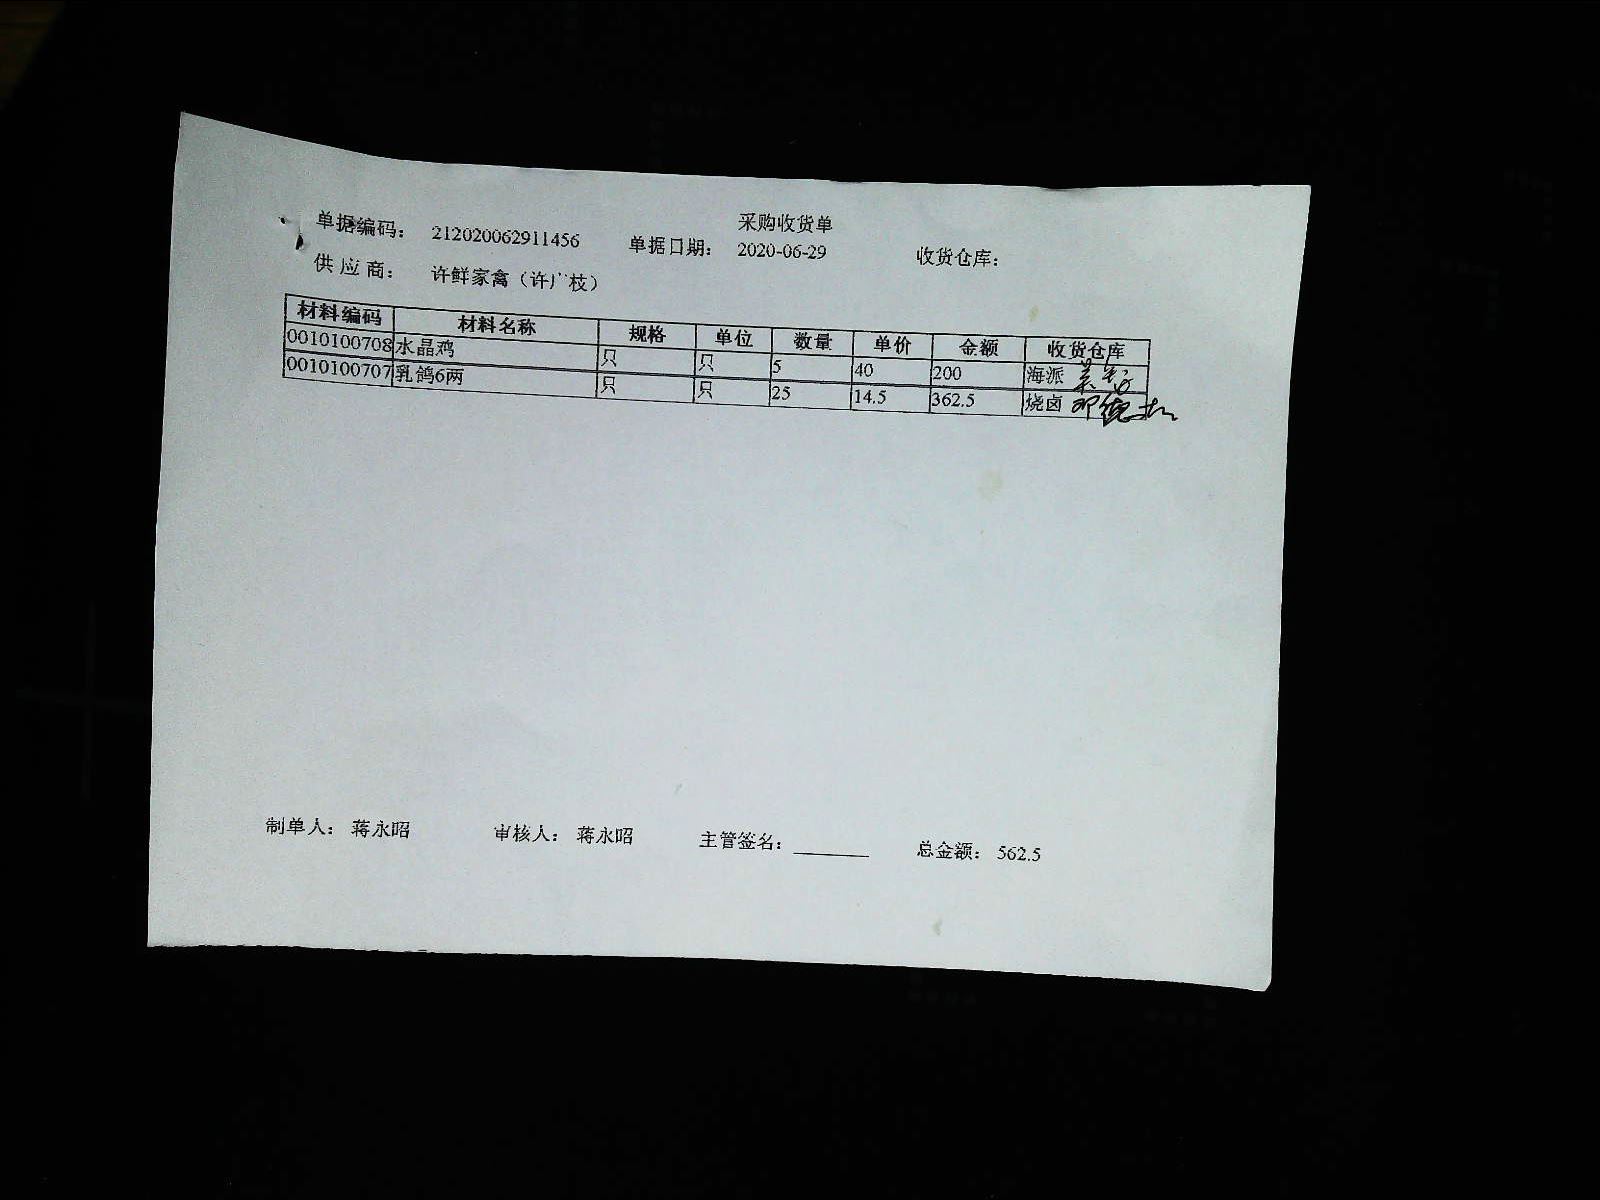 采购收货单
单据编码： 212020062911456 单据日期： 2020-06-29 收货仓库：
供 应 商： 许鲜家禽（许广枝）
材料编码 材料名称 规格 单位 数量 单价 金额 收货仓库
0010100708 水晶鸡 只 只 5 40 200 海派
0010100707 乳鸽6两 只 只 25 14.5 362.5 烧卤
制单人： 蒋永昭 审核人： 蒋永昭 主管签名： 总金额： 562.5